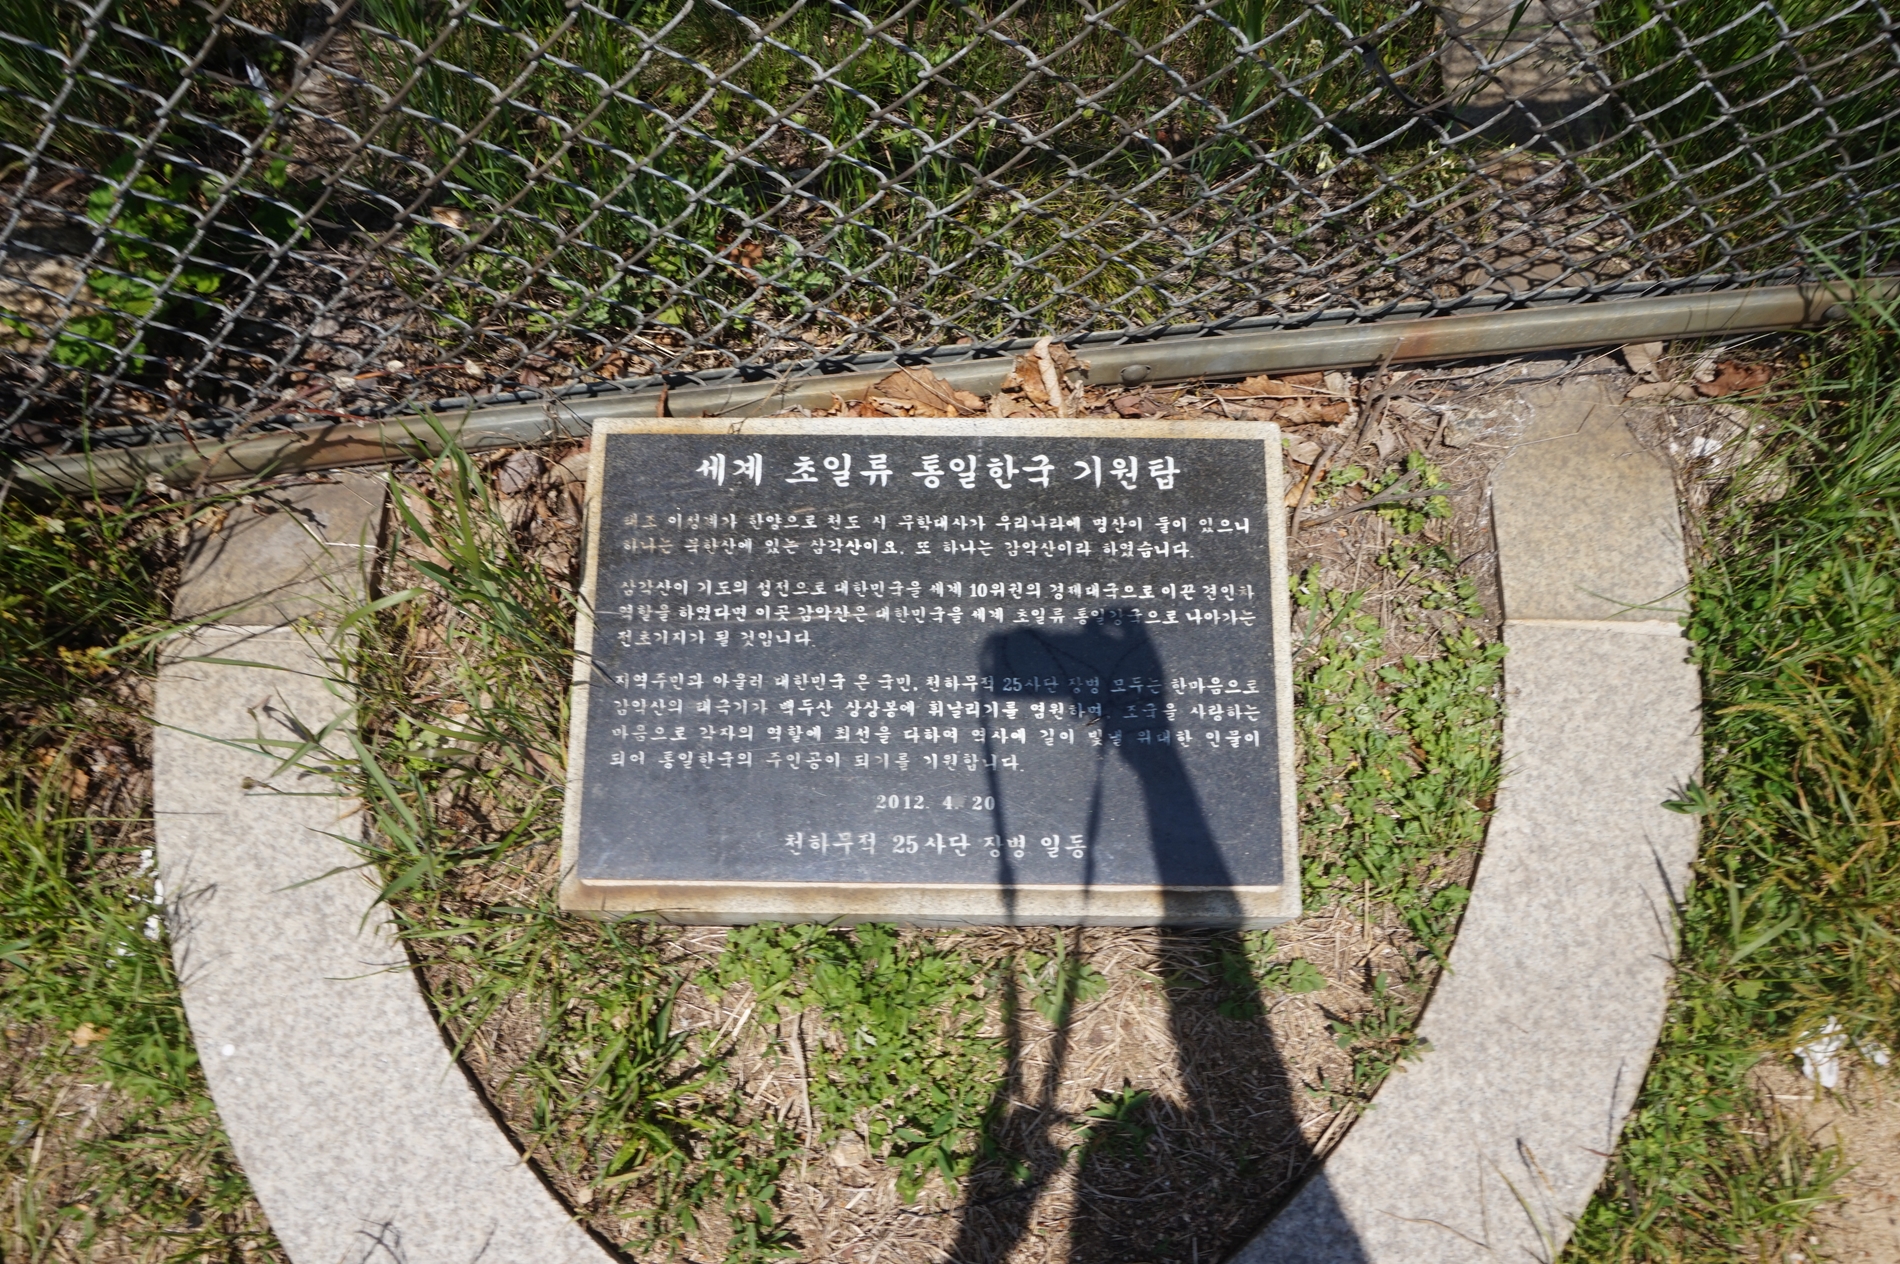 세계 초일류 통일한국 기원탑
태조 이성계가 한양으로 천도 시 무학대사가 우리나라에 명산이 둘이 있으니
하나는 북한산에 있는 삼각산이요, 또 하나는 감악산이라 하였습니다.
삼각산이 기도의 성전으로 대한민국을 세계 10위권의 경제대국으로 이끈 견인차
역할을 하였다면 이곳 감악산은 대한민국을 세계 초일류 통일강국으로 나아가는
전초기지가 될 것입니다.
지역주민과 아울러 대한민국 온 국민, 천하무적 25사단 장병 모두는 한마음으로
감악산의 태극기가 백두산 상상봉에 휘날리기를 염원하며, 조국을 사랑하는
마음으로 각자의 역할에 최선을 다하여 역사에 길이 빛낼 위대한 인물이
되어 통일한국의 주인공이 되기를 기원합니다.
2012. 4. 20
천하무적 25사단 장병 일동